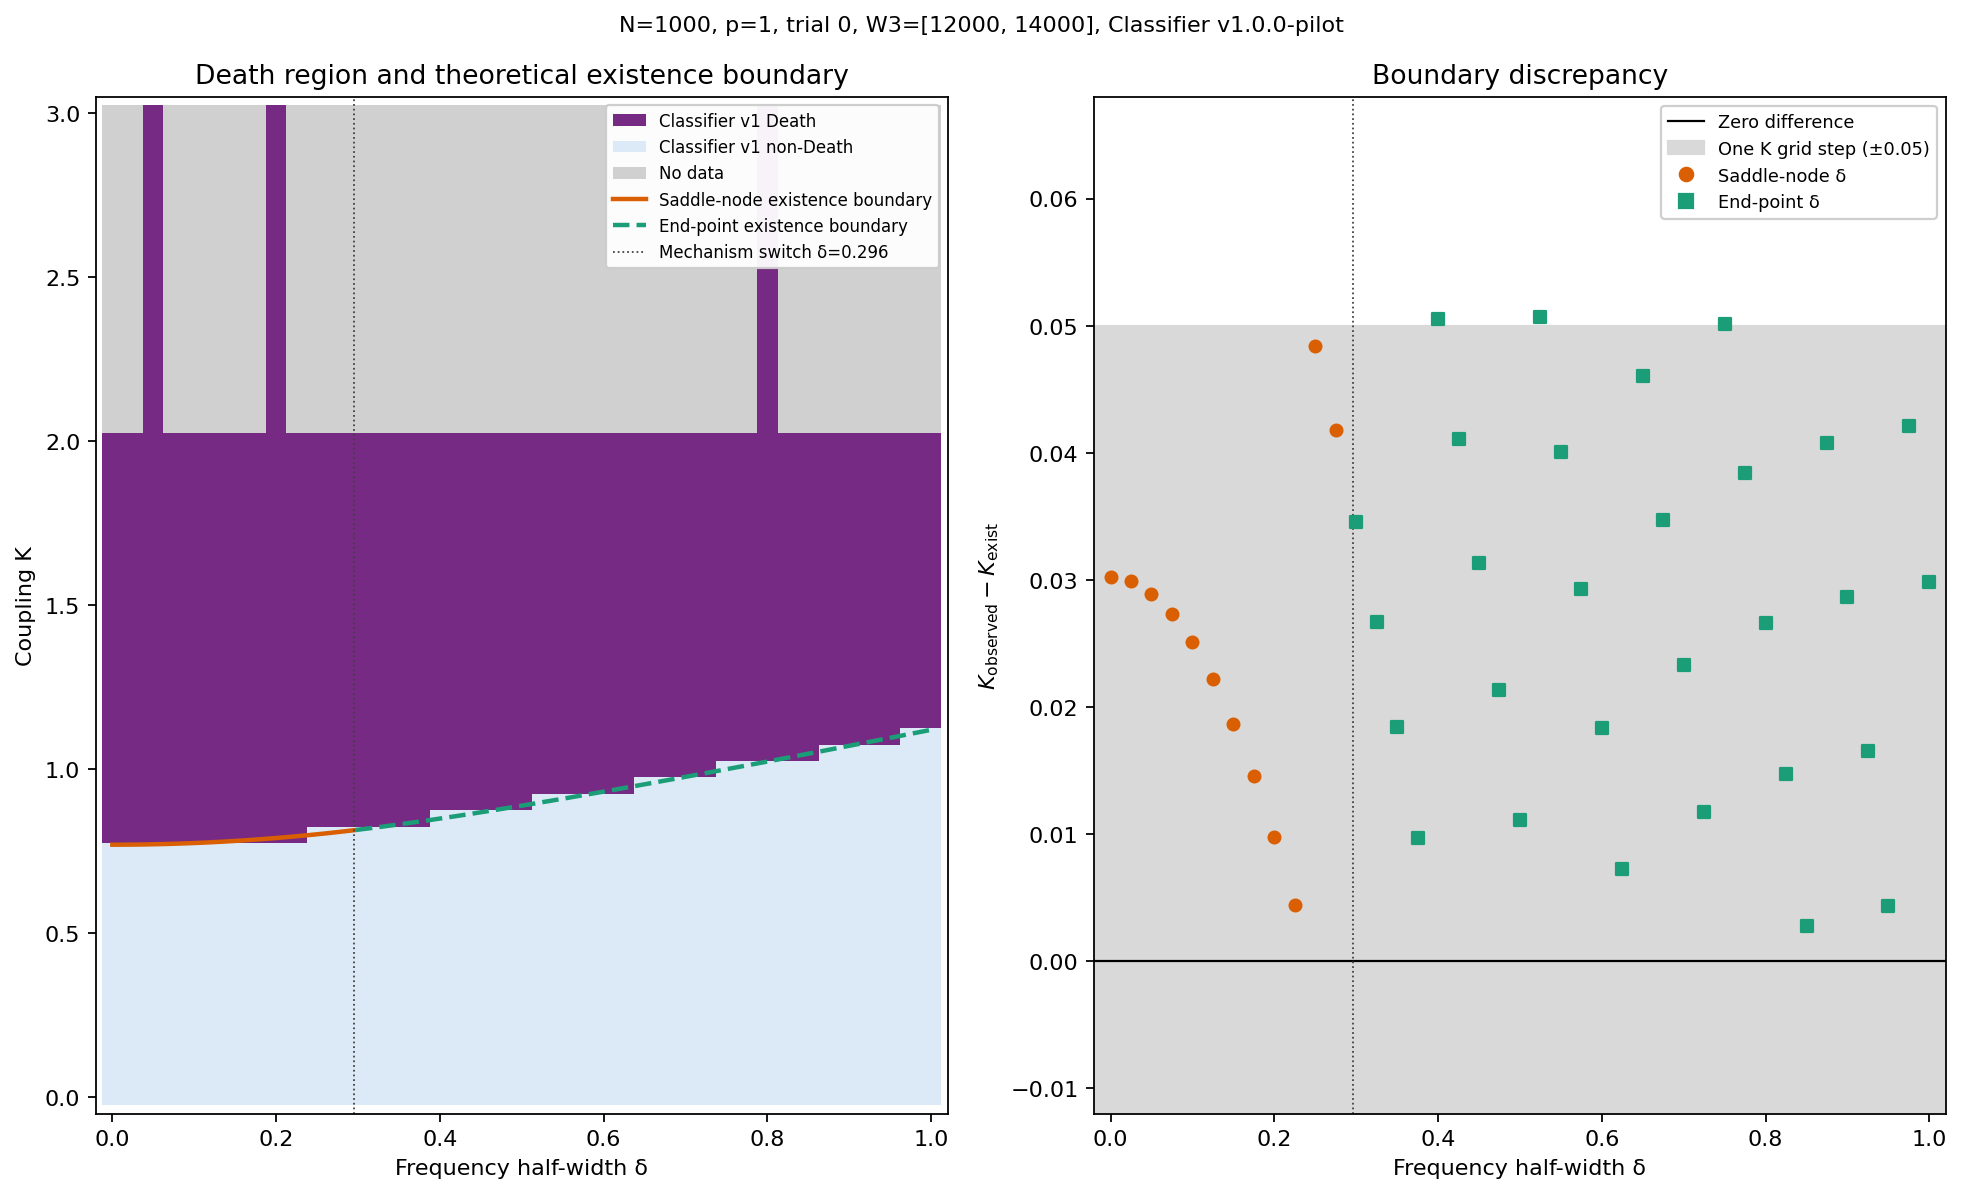 N=1000, p=1, trial 0, W3=[12000, 14000], Classifier v1.0.0-pilot
Death region and theoretical existence boundary
Coupling K
3.0
2.5
2.0
1.5
1.0
0.5
0.0
Classifier v1 Death
Classifier v1 non-Death
No data
Saddle-node existence boundary
End-point existence boundary
Mechanism switch δ=0.296
0.0 0.2 0.4 0.6 0.8 1.0
Frequency half-width δ
Boundary discrepancy
K_observed − K_exist
0.06
0.05
0.04
0.03
0.02
0.01
0.00
−0.01
Zero difference
One K grid step (±0.05)
Saddle-node δ
End-point δ
0.0 0.2 0.4 0.6 0.8 1.0
Frequency half-width δ